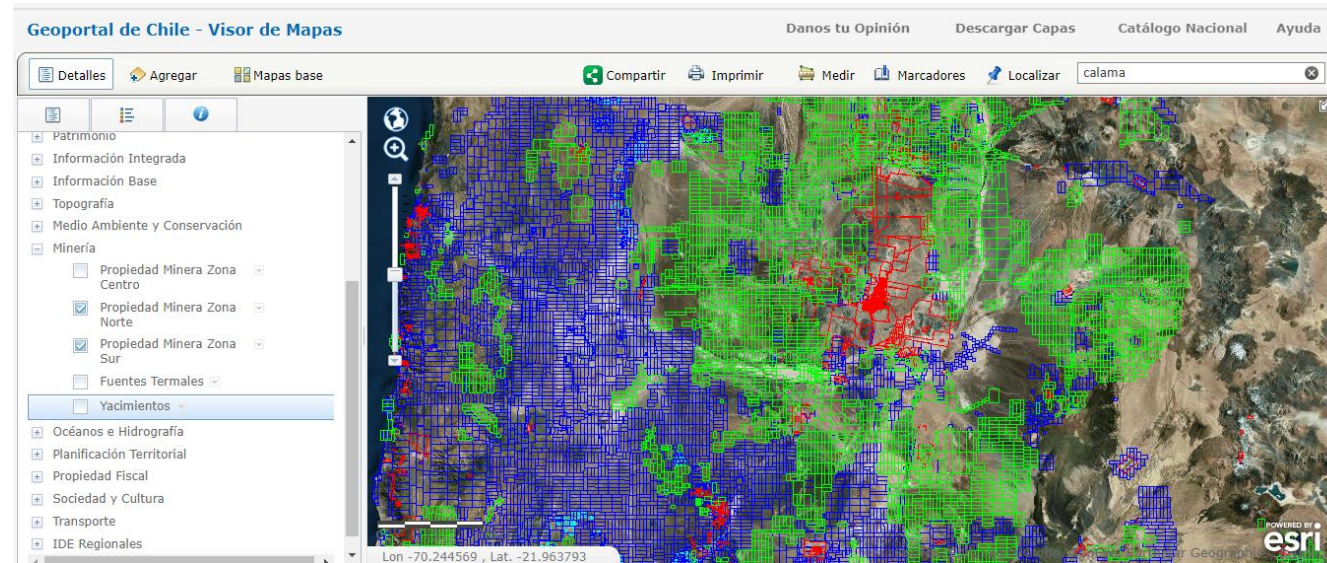 Geoportal de Chile - Visor de Mapas
Danos tu Opinión
Descargar Capas
Catálogo Nacional
Ayuda
Detalles
Agregar
Mapas base
Compartir
Imprimir
Medir
Marcadores
Localizar
calama
Patrimonio
Información Integrada
Información Base
Topografía
Medio Ambiente y Conservación
Minería
Propiedad Minera Zona
Centro
Propiedad Minera Zona
Norte
Propiedad Minera Zona
Sur
Fuentes Termales
Yacimientos
Océanos e Hidrografía
Planificación Territorial
Propiedad Fiscal
Sociedad y Cultura
Transporte
IDE Regionales
Lon -70.244569 , Lat. -21.963793
POWERED BY
esri